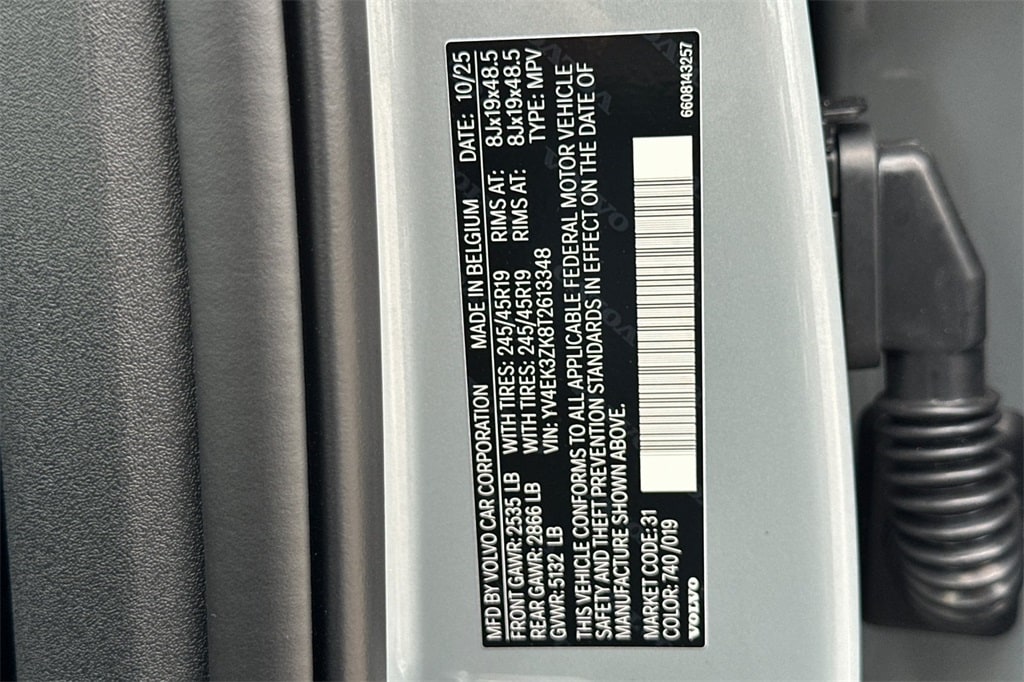 MFD BY VOLVO CAR CORPORATION MADE IN BELGIUM DATE: 10/25
FRONT GAWR: 2535 LB WITH TIRES: 245/45R19 RIMS AT: 8Jx19x48.5
REAR GAWR: 2866 LB WITH TIRES: 245/45R19 RIMS AT: 8Jx19x48.5
GVWR: 5132 LB VIN: YV4EK3ZK8T2613348 TYPE: MPV
THIS VEHICLE CONFORMS TO ALL APPLICABLE FEDERAL MOTOR VEHICLE
SAFETY AND THEFT PREVENTION STANDARDS IN EFFECT ON THE DATE OF
MANUFACTURE SHOWN ABOVE.
MARKET CODE:31
COLOR: 740/019
VOLVO
6608143257